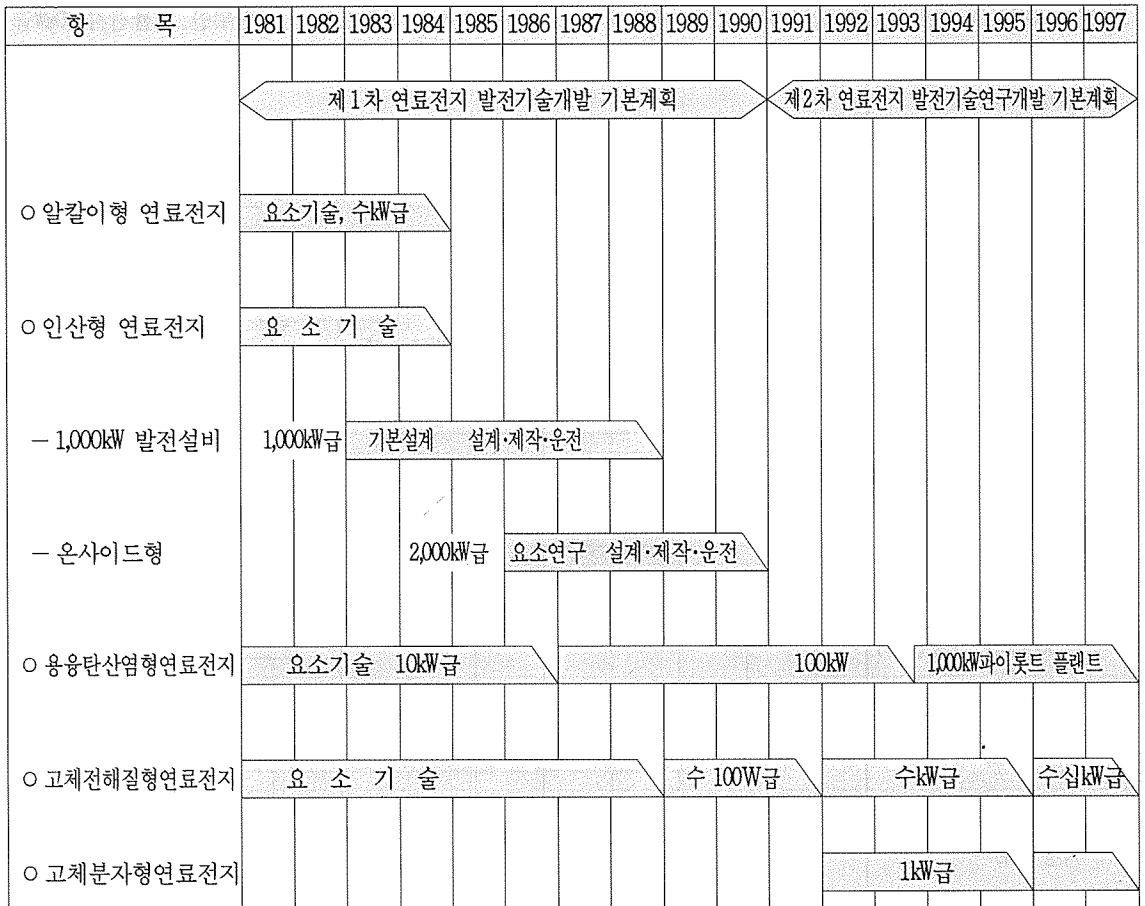 항 목 1981 1982 1983 1984 1985 1986 1987 1988 1989 1990 1991 1992 1993 1994 1995 1996 1997
제1차 연료전지 발전기술개발 기본계획 제2차 연료전지 발전기술연구개발 기본계획
○ 알칼이형 연료전지 요소기술, 수kW급
○ 인산형 연료전지 요 소 기 술
- 1,000kW 발전설비 1,000kW급 기본설계 설계·제작·운전
- 온사이드형 2,000kW급 요소연구 설계·제작·운전
○ 용융탄산염형연료전지 요소기술 10kW급 100kW 1,000kW파이롯트 플랜트
○ 고체전해질형연료전지 요 소 기 술 수 100W급 수kW급 수십kW급
○ 고체분자형연료전지 1kW급